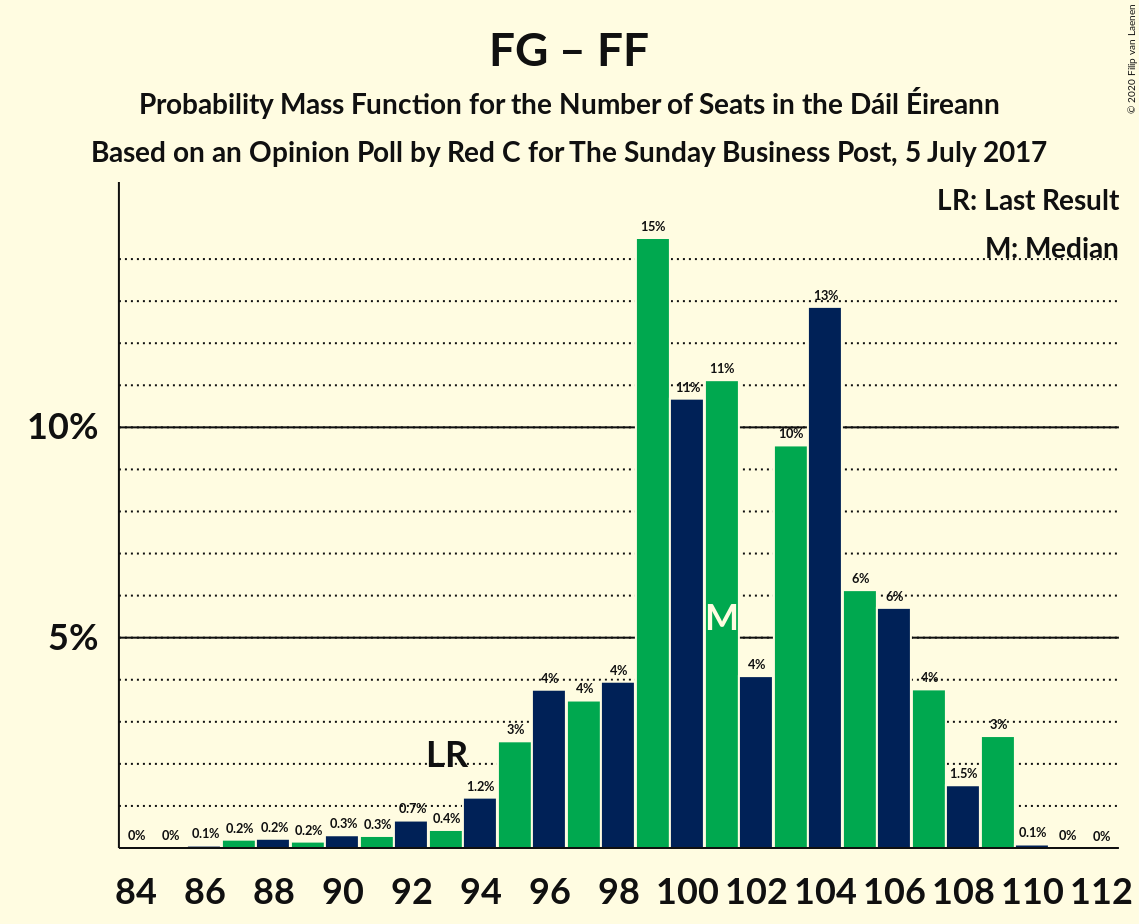 FG – FF
Probability Mass Function for the Number of Seats in the Dáil Éireann
Based on an Opinion Poll by Red C for The Sunday Business Post, 5 July 2017
© 2020 Filip van Laenen
LR: Last Result
M: Median
15%
13%
11% 11%
10%
10%
6% 6%
M
5%
4% 4% 4% 4% 4%
3% 3%
LR
1.2% 1.5%
0% 0% 0.1% 0.2% 0.2% 0.2% 0.3% 0.3% 0.7% 0.4% 0.1% 0% 0%
84 86 88 90 92 94 96 98 100 102 104 106 108 110 112